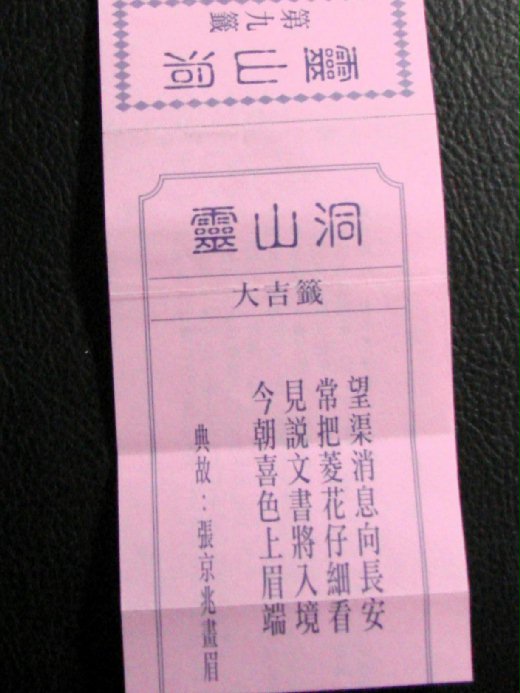 第九籤
靈山洞
靈山洞
大吉籤
望渠消息向長安
常把菱花仔細看
見説文書將入境
今朝喜色上眉端
典故：張京兆畫眉